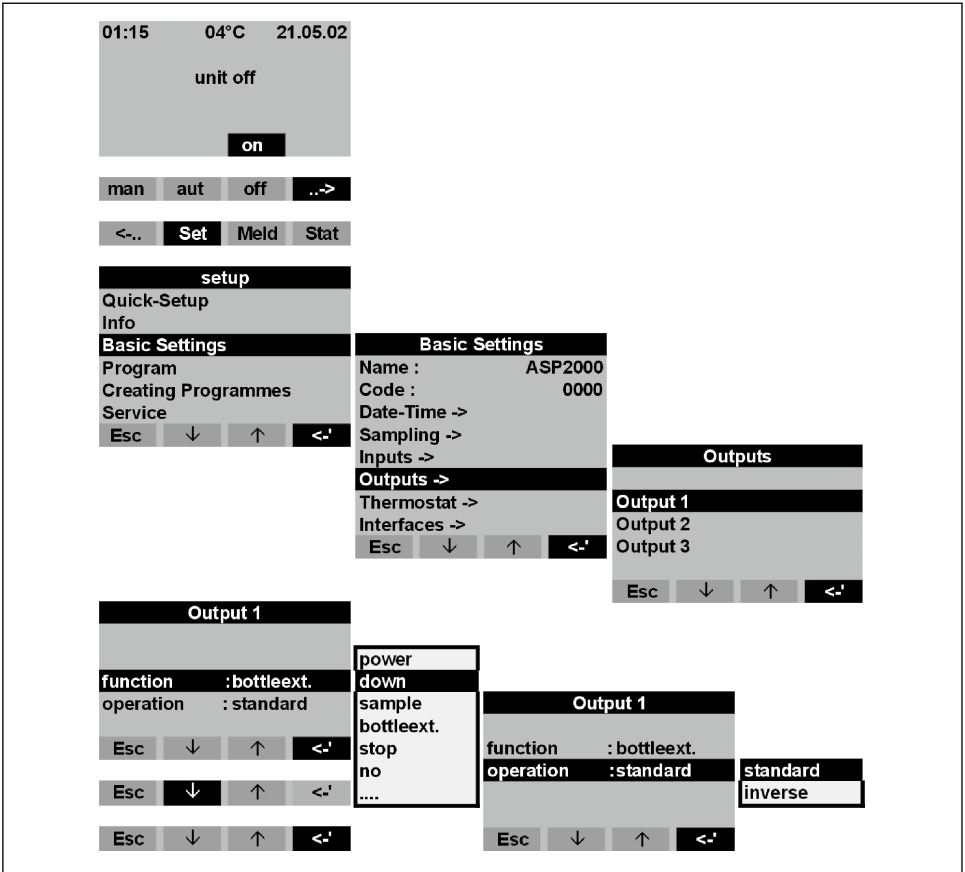 01:15 04°C 21.05.02
unit off
on
man aut off ..->
<-.. Set Meld Stat
setup
Quick-Setup
Info
Basic Settings
Program
Creating Programmes
Service
Esc ↓ ↑ <-'
Basic Settings
Name : ASP2000
Code : 0000
Date-Time ->
Sampling ->
Inputs ->
Outputs ->
Thermostat ->
Interfaces ->
Esc ↓ ↑ <-'
Outputs
Output 1
Output 2
Output 3
Esc ↓ ↑ <-'
Output 1
function :bottleext.
operation : standard
Esc ↓ ↑ <-'
Esc ↓ ↑ <-'
Esc ↓ ↑ <-'
power
down
sample
bottleext.
stop
no
....
Output 1
function : bottleext.
operation :standard
Esc ↓ ↑ <-'
standard
inverse